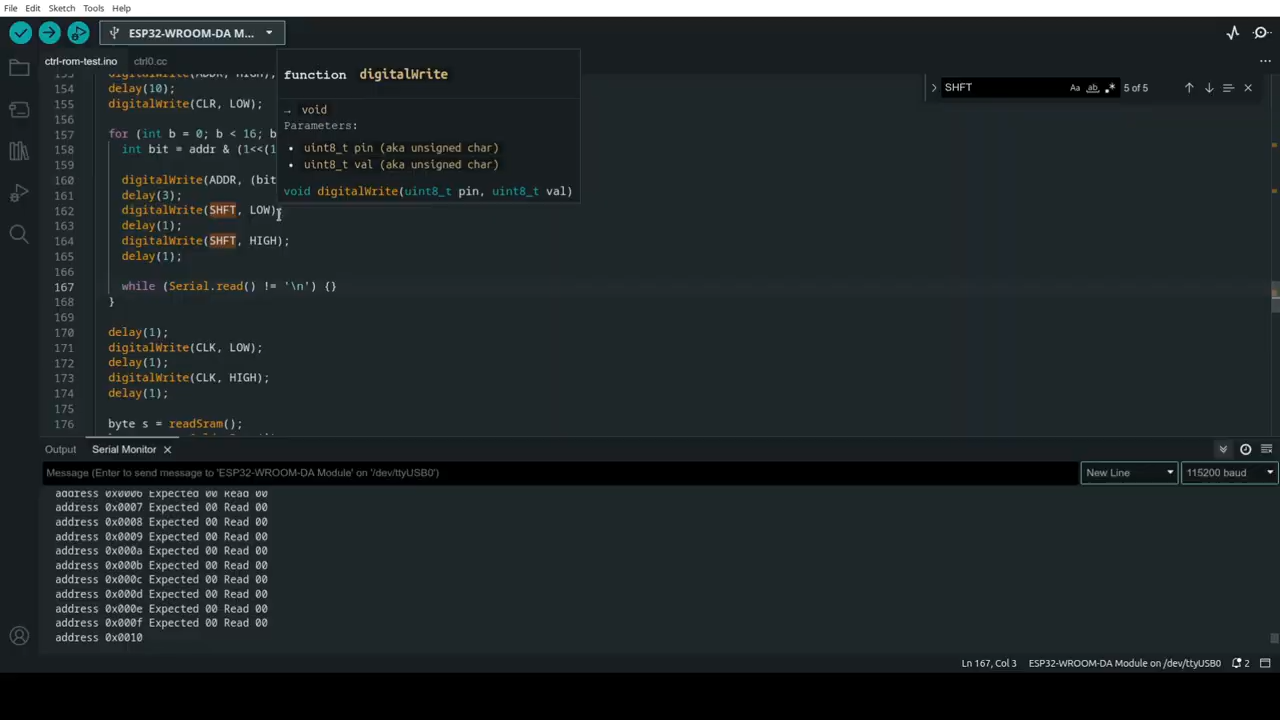 File Edit Sketch Tools Help
ESP32-WROOM-DA M...
ctrl-rom-test.ino ctrl0.cc
function digitalWrite
→ void
Parameters:
• uint8_t pin (aka unsigned char)
• uint8_t val (aka unsigned char)
void digitalWrite(uint8_t pin, uint8_t val)
SHFT
Aa ab .* 5 of 5
153 digitalWrite(ADDR, HIGH);
154 delay(10);
155 digitalWrite(CLR, LOW);
156
157 for (int b = 0; b < 16; b
158 int bit = addr & (1<<(1
159
160 digitalWrite(ADDR, (bit
161 delay(3);
162 digitalWrite(SHFT, LOW);
163 delay(1);
164 digitalWrite(SHFT, HIGH);
165 delay(1);
166
167 while (Serial.read() != '\n') {}
168 }
169
170 delay(1);
171 digitalWrite(CLK, LOW);
172 delay(1);
173 digitalWrite(CLK, HIGH);
174 delay(1);
175
176 byte s = readSram();
Output Serial Monitor
Message (Enter to send message to 'ESP32-WROOM-DA Module' on '/dev/ttyUSB0')
New Line 115200 baud
address 0x0006 Expected 00 Read 00
address 0x0007 Expected 00 Read 00
address 0x0008 Expected 00 Read 00
address 0x0009 Expected 00 Read 00
address 0x000a Expected 00 Read 00
address 0x000b Expected 00 Read 00
address 0x000c Expected 00 Read 00
address 0x000d Expected 00 Read 00
address 0x000e Expected 00 Read 00
address 0x000f Expected 00 Read 00
address 0x0010
Ln 167, Col 3 ESP32-WROOM-DA Module on /dev/ttyUSB0 2